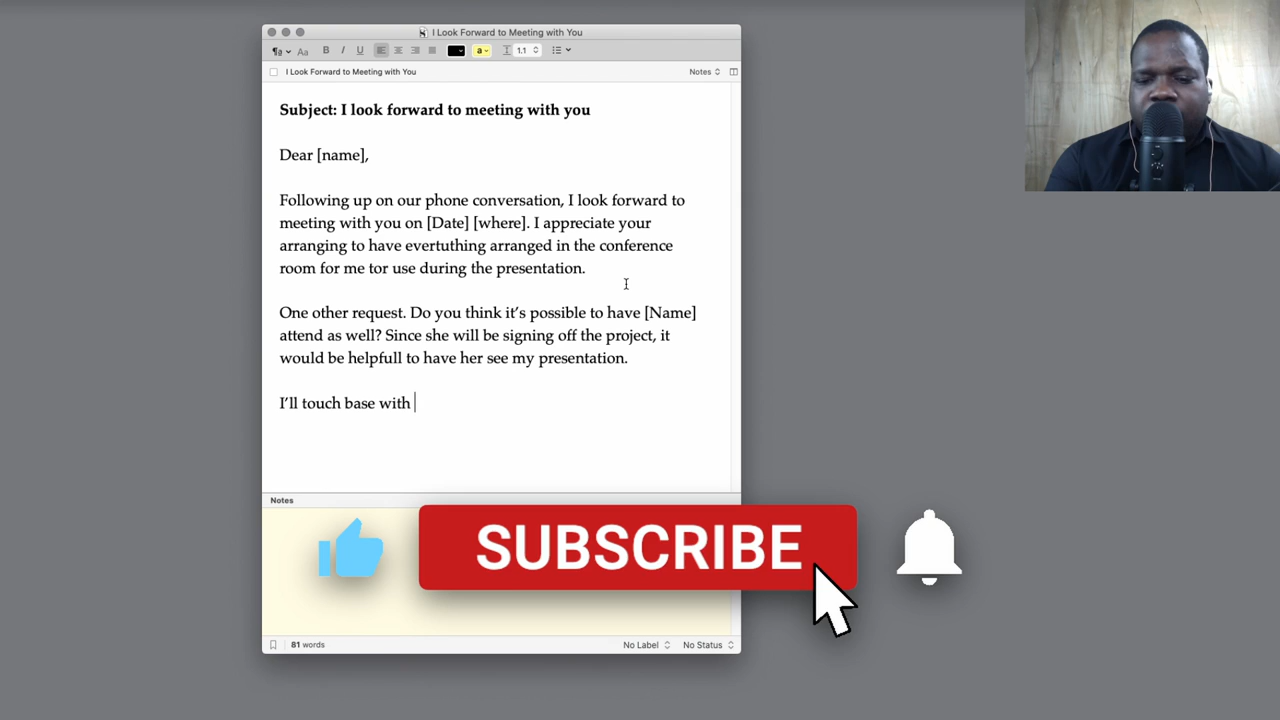 I Look Forward to Meeting with You
Aa B I U a 1.1
I Look Forward to Meeting with You Notes
Subject: I look forward to meeting with you
Dear [name],
Following up on our phone conversation, I look forward to
meeting with you on [Date] [where]. I appreciate your
arranging to have evertuthing arranged in the conference
room for me tor use during the presentation.
One other request. Do you think it’s possible to have [Name]
attend as well? Since she will be signing off the project, it
would be helpfull to have her see my presentation.
I’ll touch base with
Notes
SUBSCRIBE
81 words No Label No Status